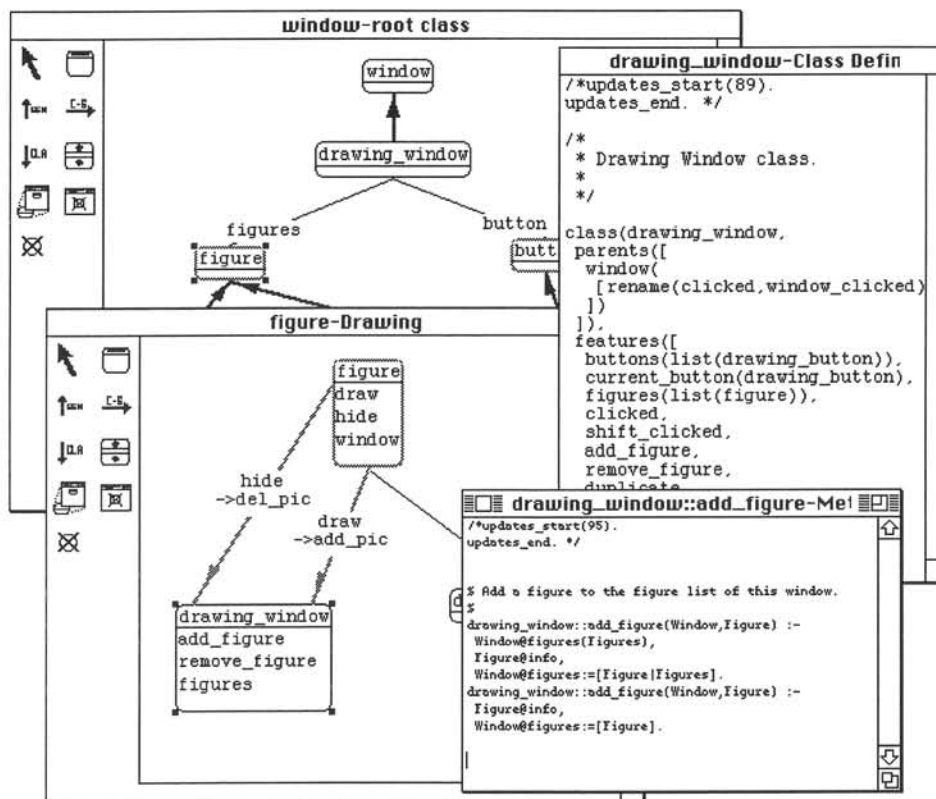 window-root class
window
drawing_window
figures
button
figure
figure-Drawing
figure
draw
hide
window
hide
->del_pic
draw
->add_pic
drawing_window
add_figure
remove_figure
figures
drawing_window-Class
/*updates_start(89).
updates_end. */
/*
* Drawing Window class.
*
*/
class(drawing_window,
parents([
window(
[rename(clicked,window_clicked)
])
]),
features([
buttons(list(drawing_button)),
current_button(drawing_button),
figures(list(figure)),
clicked,
shift_clicked,
add_figure,
remove_figure,
duplicate
drawing_window::add_figure-Met
/*updates_start(95).
updates_end. */
% Add a figure to the figure list of this window.
%
drawing_window::add_figure(Window,Figure) :-
Window@figures(Figures),
Figure@info,
Window@figures:=[Figure|Figures].
drawing_window::add_figure(Window,Figure) :-
Figure@info,
Window@figures:=[Figure].